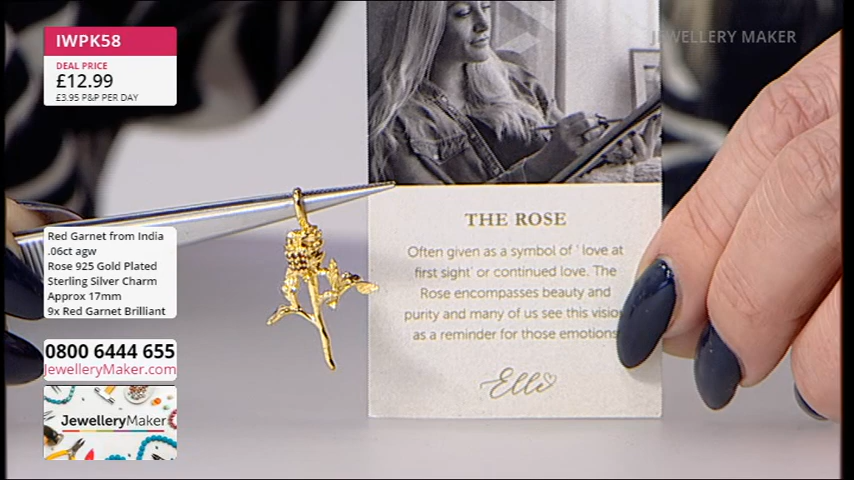 IWPK58
DEAL PRICE
£12.99
£3.95 P&P PER DAY
JEWELLERY MAKER
Red Garnet from India
.06ct agw
Rose 925 Gold Plated
Sterling Silver Charm
Approx 17mm
9x Red Garnet Brilliant
0800 6444 655
JewelleryMaker.com
JewelleryMaker
THE ROSE
Often given as a symbol of ' love at
first sight' or continued love. The
Rose encompasses beauty and
purity and many of us see this
as a reminder for those emotions
Elli